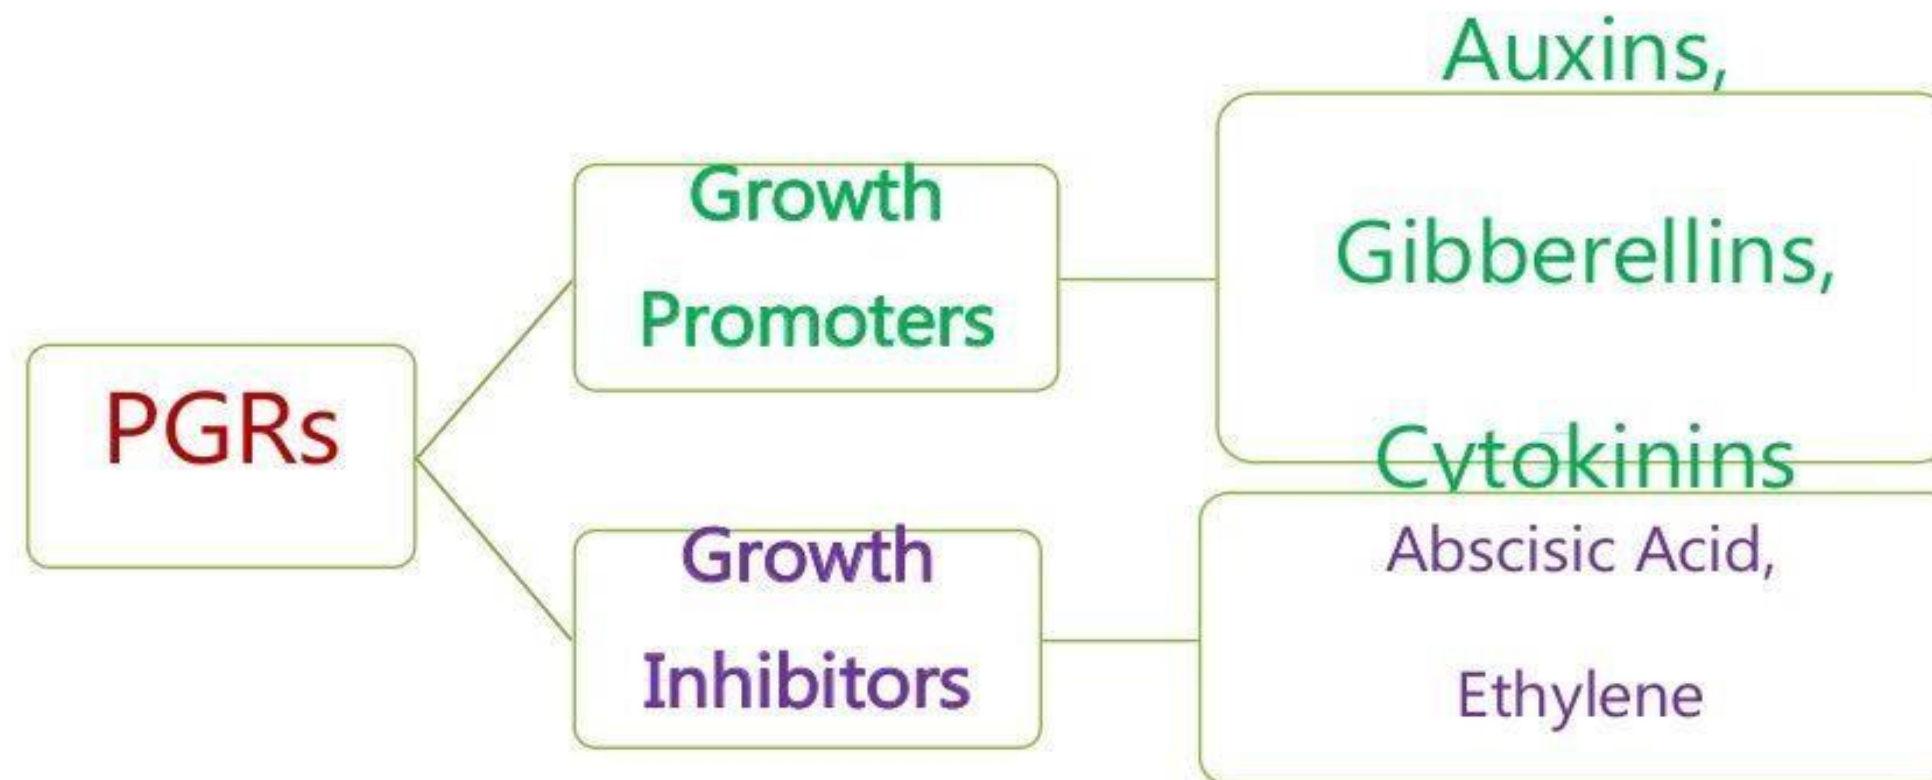 PGRs
Growth
Promoters
Auxins,
Gibberellins,
Cytokinins
Growth
Inhibitors
Abscisic Acid,
Ethylene